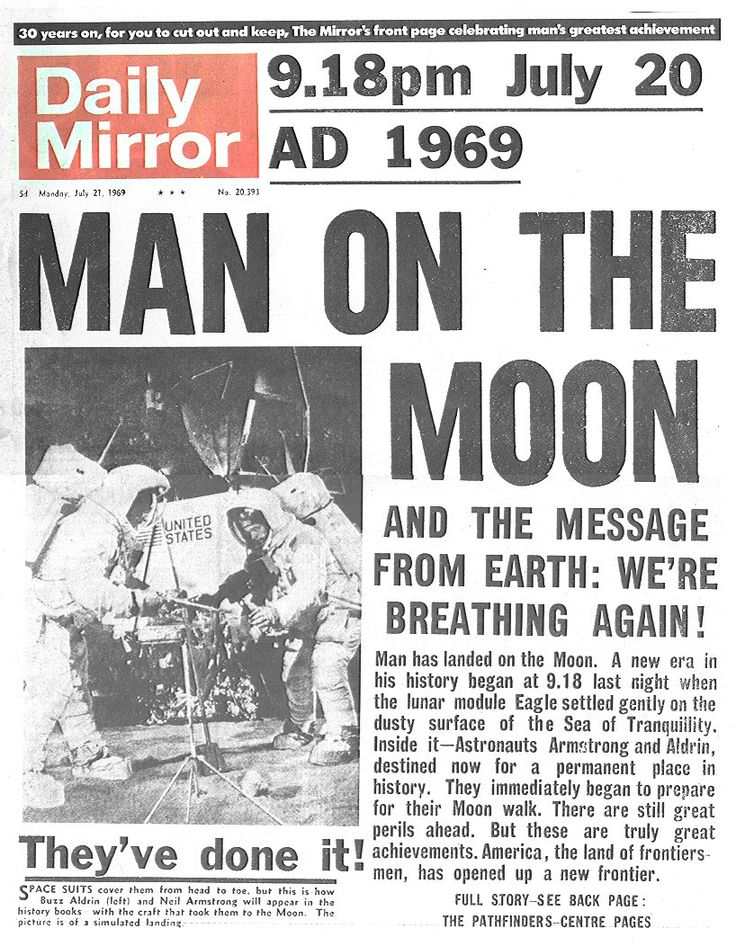 30 years on, for you to cut out and keep, The Mirror's front page celebrating man's greatest achievement
Daily
Mirror
9.18pm July 20
AD 1969
5d Monday, July 21, 1969 ★ ★ ★ No. 20,393
MAN ON THE
MOON
UNITED
STATES
AND THE MESSAGE
FROM EARTH: WE'RE
BREATHING AGAIN!
Man has landed on the Moon. A new era in
his history began at 9.18 last night when
the lunar module Eagle settled gently on the
dusty surface of the Sea of Tranquillity.
Inside it—Astronauts Armstrong and Aldrin,
destined now for a permanent place in
history. They immediately began to prepare
for their Moon walk. There are still great
perils ahead. But these are truly great
achievements. America, the land of frontiers-
men, has opened up a new frontier.
FULL STORY—SEE BACK PAGE:
THE PATHFINDERS—CENTRE PAGES
They've done it!
SPACE SUITS cover them from head to toe, but this is how
Buzz Aldrin (left) and Neil Armstrong will appear in the
history books with the craft that took them to the Moon. The
picture is of a simulated landing.